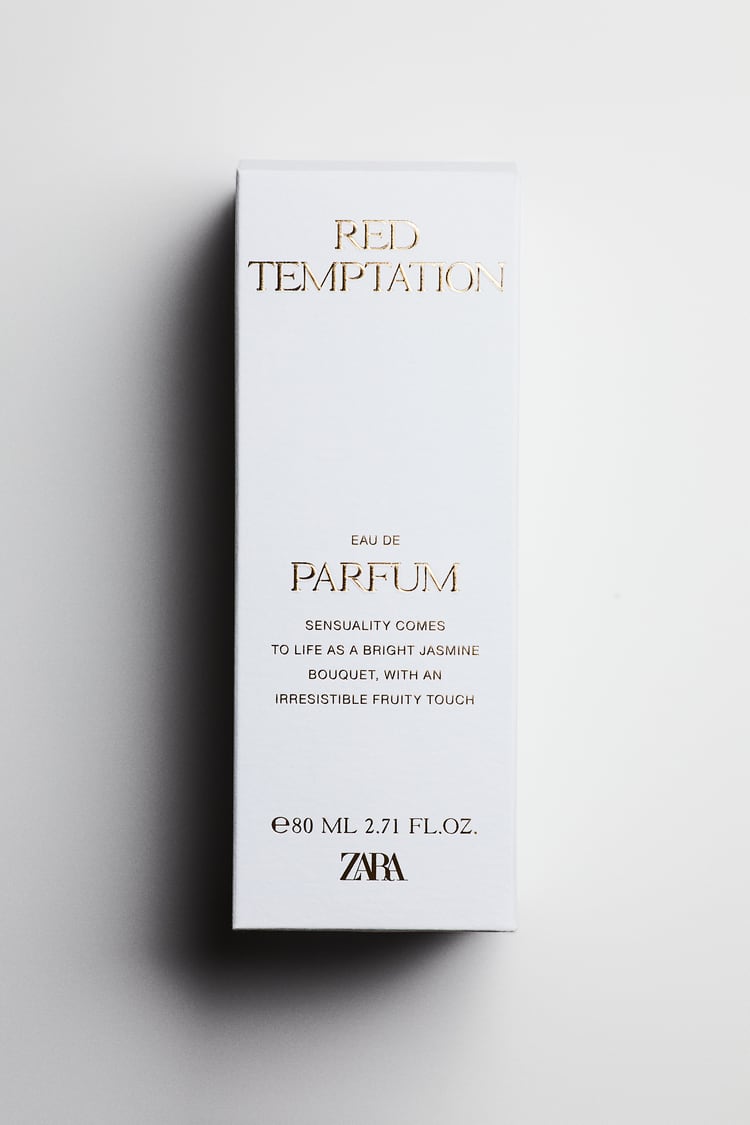 RED
TEMPTATION
EAU DE
PARFUM
SENSUALITY COMES
TO LIFE AS A BRIGHT JASMINE
BOUQUET, WITH AN
IRRESISTIBLE FRUITY TOUCH
℮80 ML 2.71 FL.OZ.
ZARA